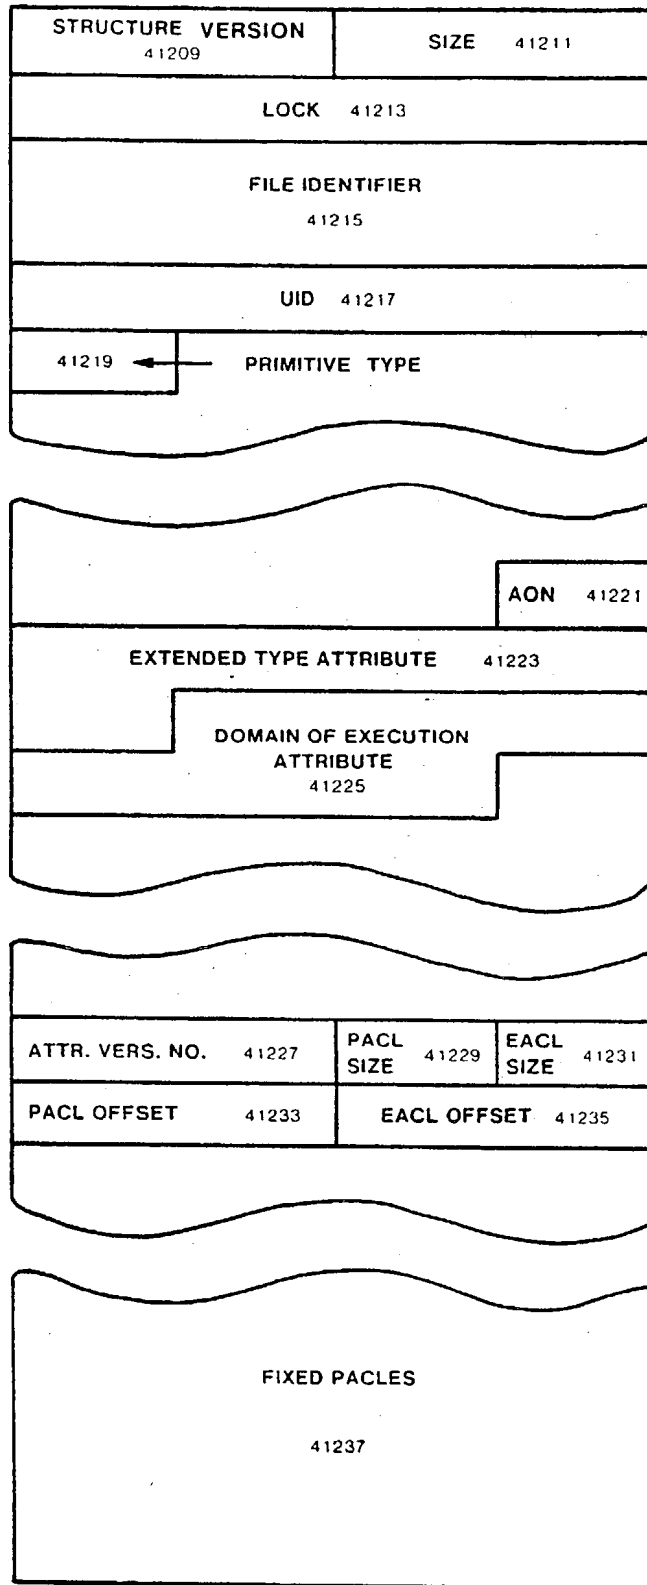 STRUCTURE VERSION
41209
SIZE 41211
LOCK 41213
FILE IDENTIFIER
41215
UID 41217
41219
PRIMITIVE TYPE
AON 41221
EXTENDED TYPE ATTRIBUTE 41223
DOMAIN OF EXECUTION
ATTRIBUTE
41225
ATTR. VERS. NO. 41227
PACL
SIZE
41229
EACL
SIZE
41231
PACL OFFSET 41233
EACL OFFSET 41235
FIXED PACLES
41237